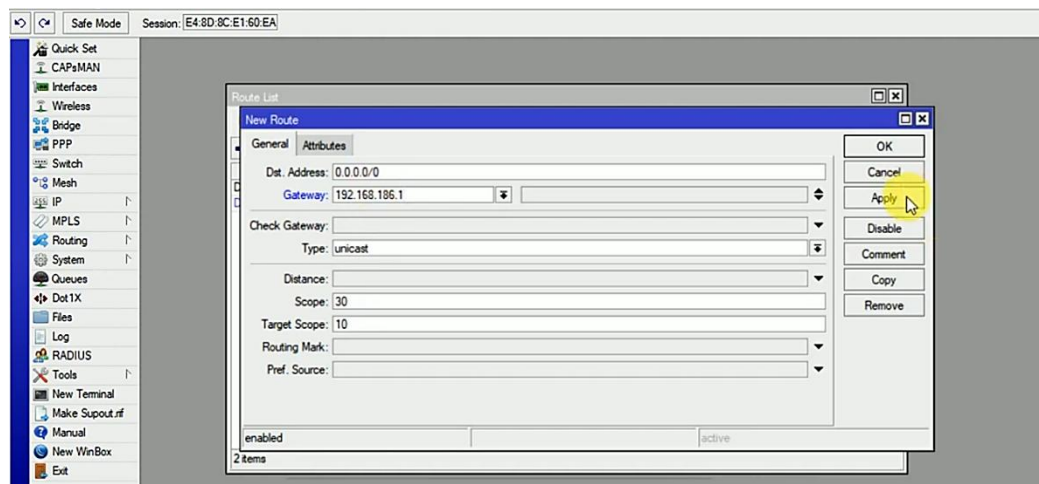 Safe Mode Session: E4:8D:8C:E1:60:EA
Quick Set
CAPsMAN
Interfaces
Wireless
Bridge
PPP
Switch
Mesh
IP
MPLS
Routing
System
Queues
Dot1X
Files
Log
RADIUS
Tools
New Terminal
Make Supout.rif
Manual
New WinBox
Exit
Route List
New Route
General Attributes
Dst. Address: 0.0.0.0/0
Gateway: 192.168.186.1
Check Gateway:
Type: unicast
Distance:
Scope: 30
Target Scope: 10
Routing Mark:
Pref. Source:
enabled active
OK
Cancel
Apply
Disable
Comment
Copy
Remove
2 items